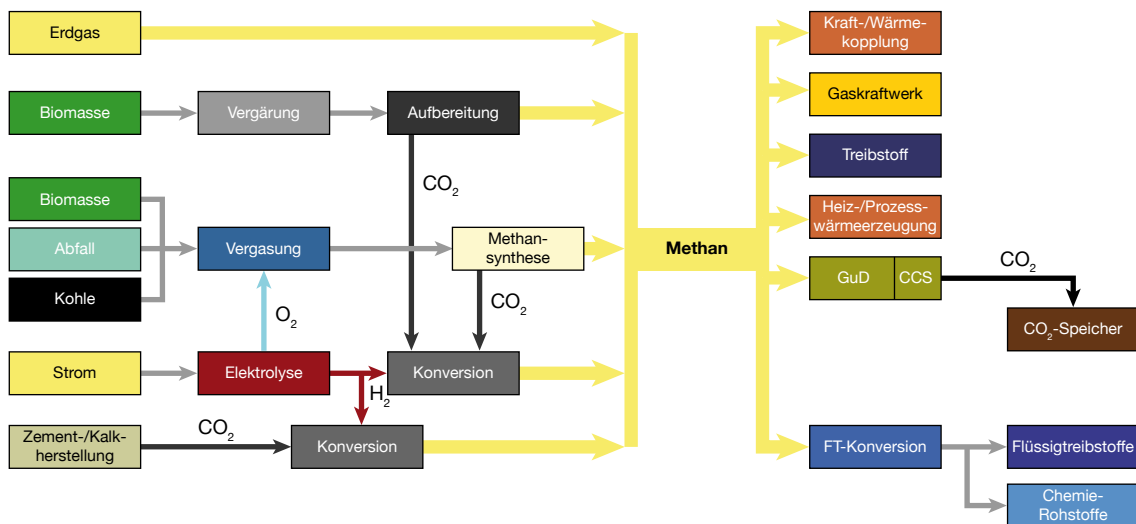 Erdgas
Kraft-/Wärme-
kopplung
Biomasse
Vergärung
Aufbereitung
Gaskraftwerk
CO₂
Treibstoff
Biomasse
Abfall
Kohle
Vergasung
Methan-
synthese
Methan
Heiz-/Prozess-
wärmeerzeugung
GuD
CCS
CO₂
CO₂
O₂
CO₂-Speicher
Strom
Elektrolyse
H₂
Konversion
Zement-/Kalk-
herstellung
CO₂
Konversion
FT-Konversion
Flüssigtreibstoffe
Chemie-
Rohstoffe